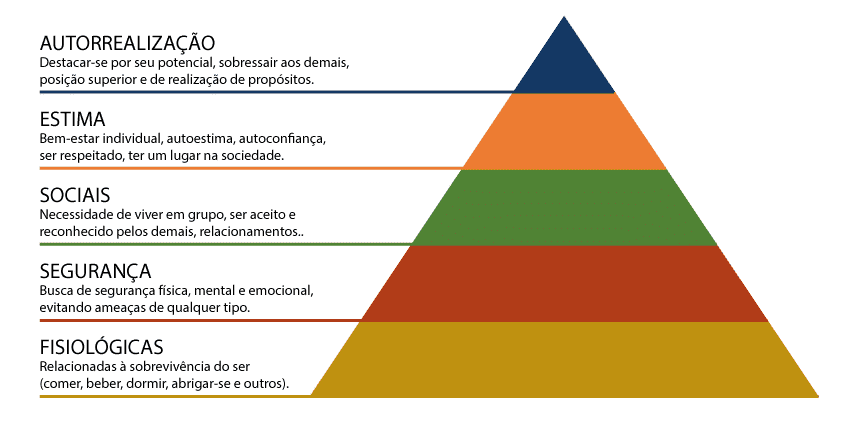 AUTORREALIZAÇÃO
Destacar-se por seu potencial, sobressair aos demais,
posição superior e de realização de propósitos.
ESTIMA
Bem-estar individual, autoestima, autoconfiança,
ser respeitado, ter um lugar na sociedade.
SOCIAIS
Necessidade de viver em grupo, ser aceito e
reconhecido pelos demais, relacionamentos..
SEGURANÇA
Busca de segurança física, mental e emocional,
evitando ameaças de qualquer tipo.
FISIOLÓGICAS
Relacionadas à sobrevivência do ser
(comer, beber, dormir, abrigar-se e outros).